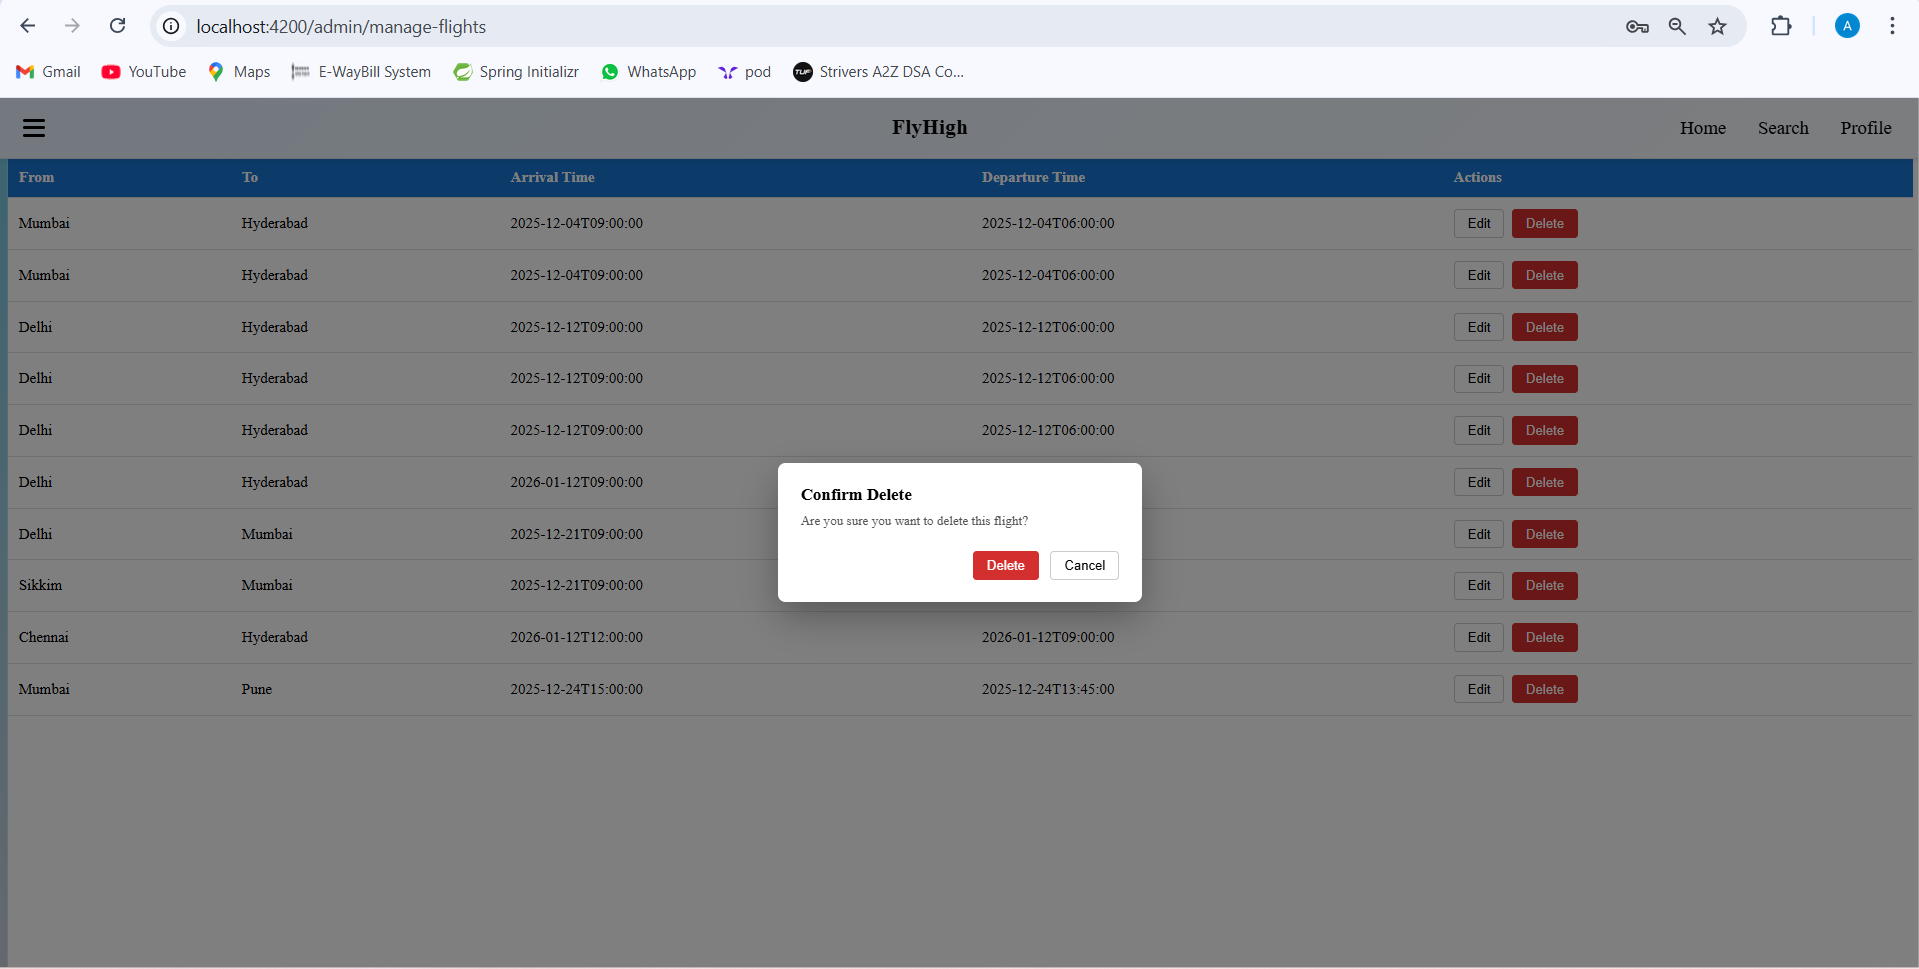 localhost:4200/admin/manage-flights
A
Gmail YouTube Maps E-WayBill System Spring Initializr WhatsApp pod TUF Strivers A2Z DSA Co...
FlyHigh Home Search Profile
From To Arrival Time Departure Time Actions
Mumbai Hyderabad 2025-12-04T09:00:00 2025-12-04T06:00:00 Edit Delete
Mumbai Hyderabad 2025-12-04T09:00:00 2025-12-04T06:00:00 Edit Delete
Delhi Hyderabad 2025-12-12T09:00:00 2025-12-12T06:00:00 Edit Delete
Delhi Hyderabad 2025-12-12T09:00:00 2025-12-12T06:00:00 Edit Delete
Delhi Hyderabad 2025-12-12T09:00:00 2025-12-12T06:00:00 Edit Delete
Delhi Hyderabad 2026-01-12T09:00:00 Edit Delete
Delhi Mumbai 2025-12-21T09:00:00 Edit Delete
Sikkim Mumbai 2025-12-21T09:00:00 Edit Delete
Chennai Hyderabad 2026-01-12T12:00:00 2026-01-12T09:00:00 Edit Delete
Mumbai Pune 2025-12-24T15:00:00 2025-12-24T13:45:00 Edit Delete
Confirm Delete
Are you sure you want to delete this flight?
Delete Cancel